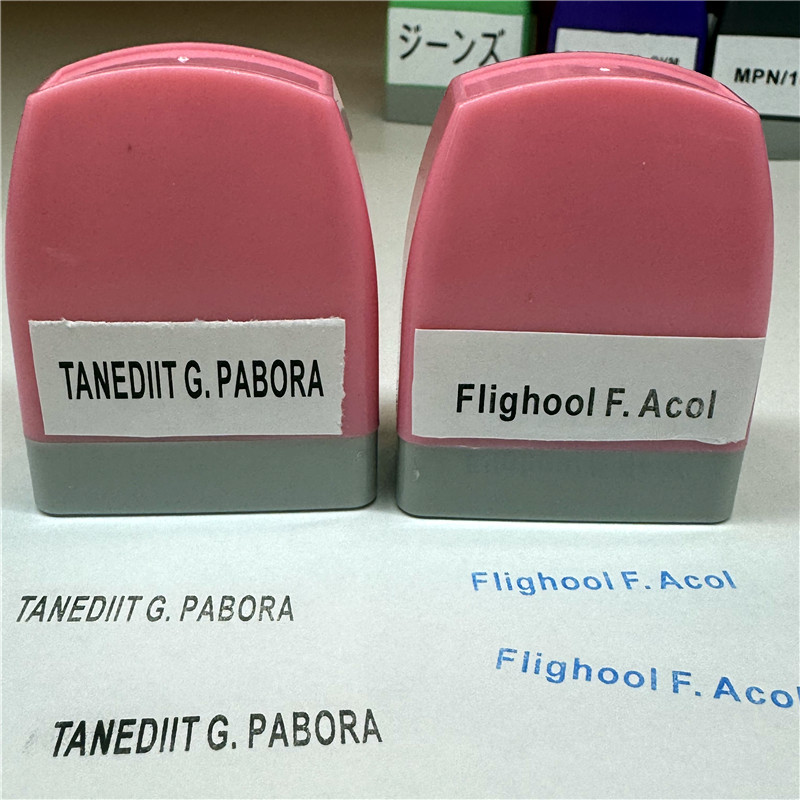 ジーンズ
MPN/1
TANEDIIT G. PABORA
Flighool F. Acol
Flighool F. Acol
TANEDIIT G. PABORA
Flighool F. Acol
TANEDIIT G. PABORA